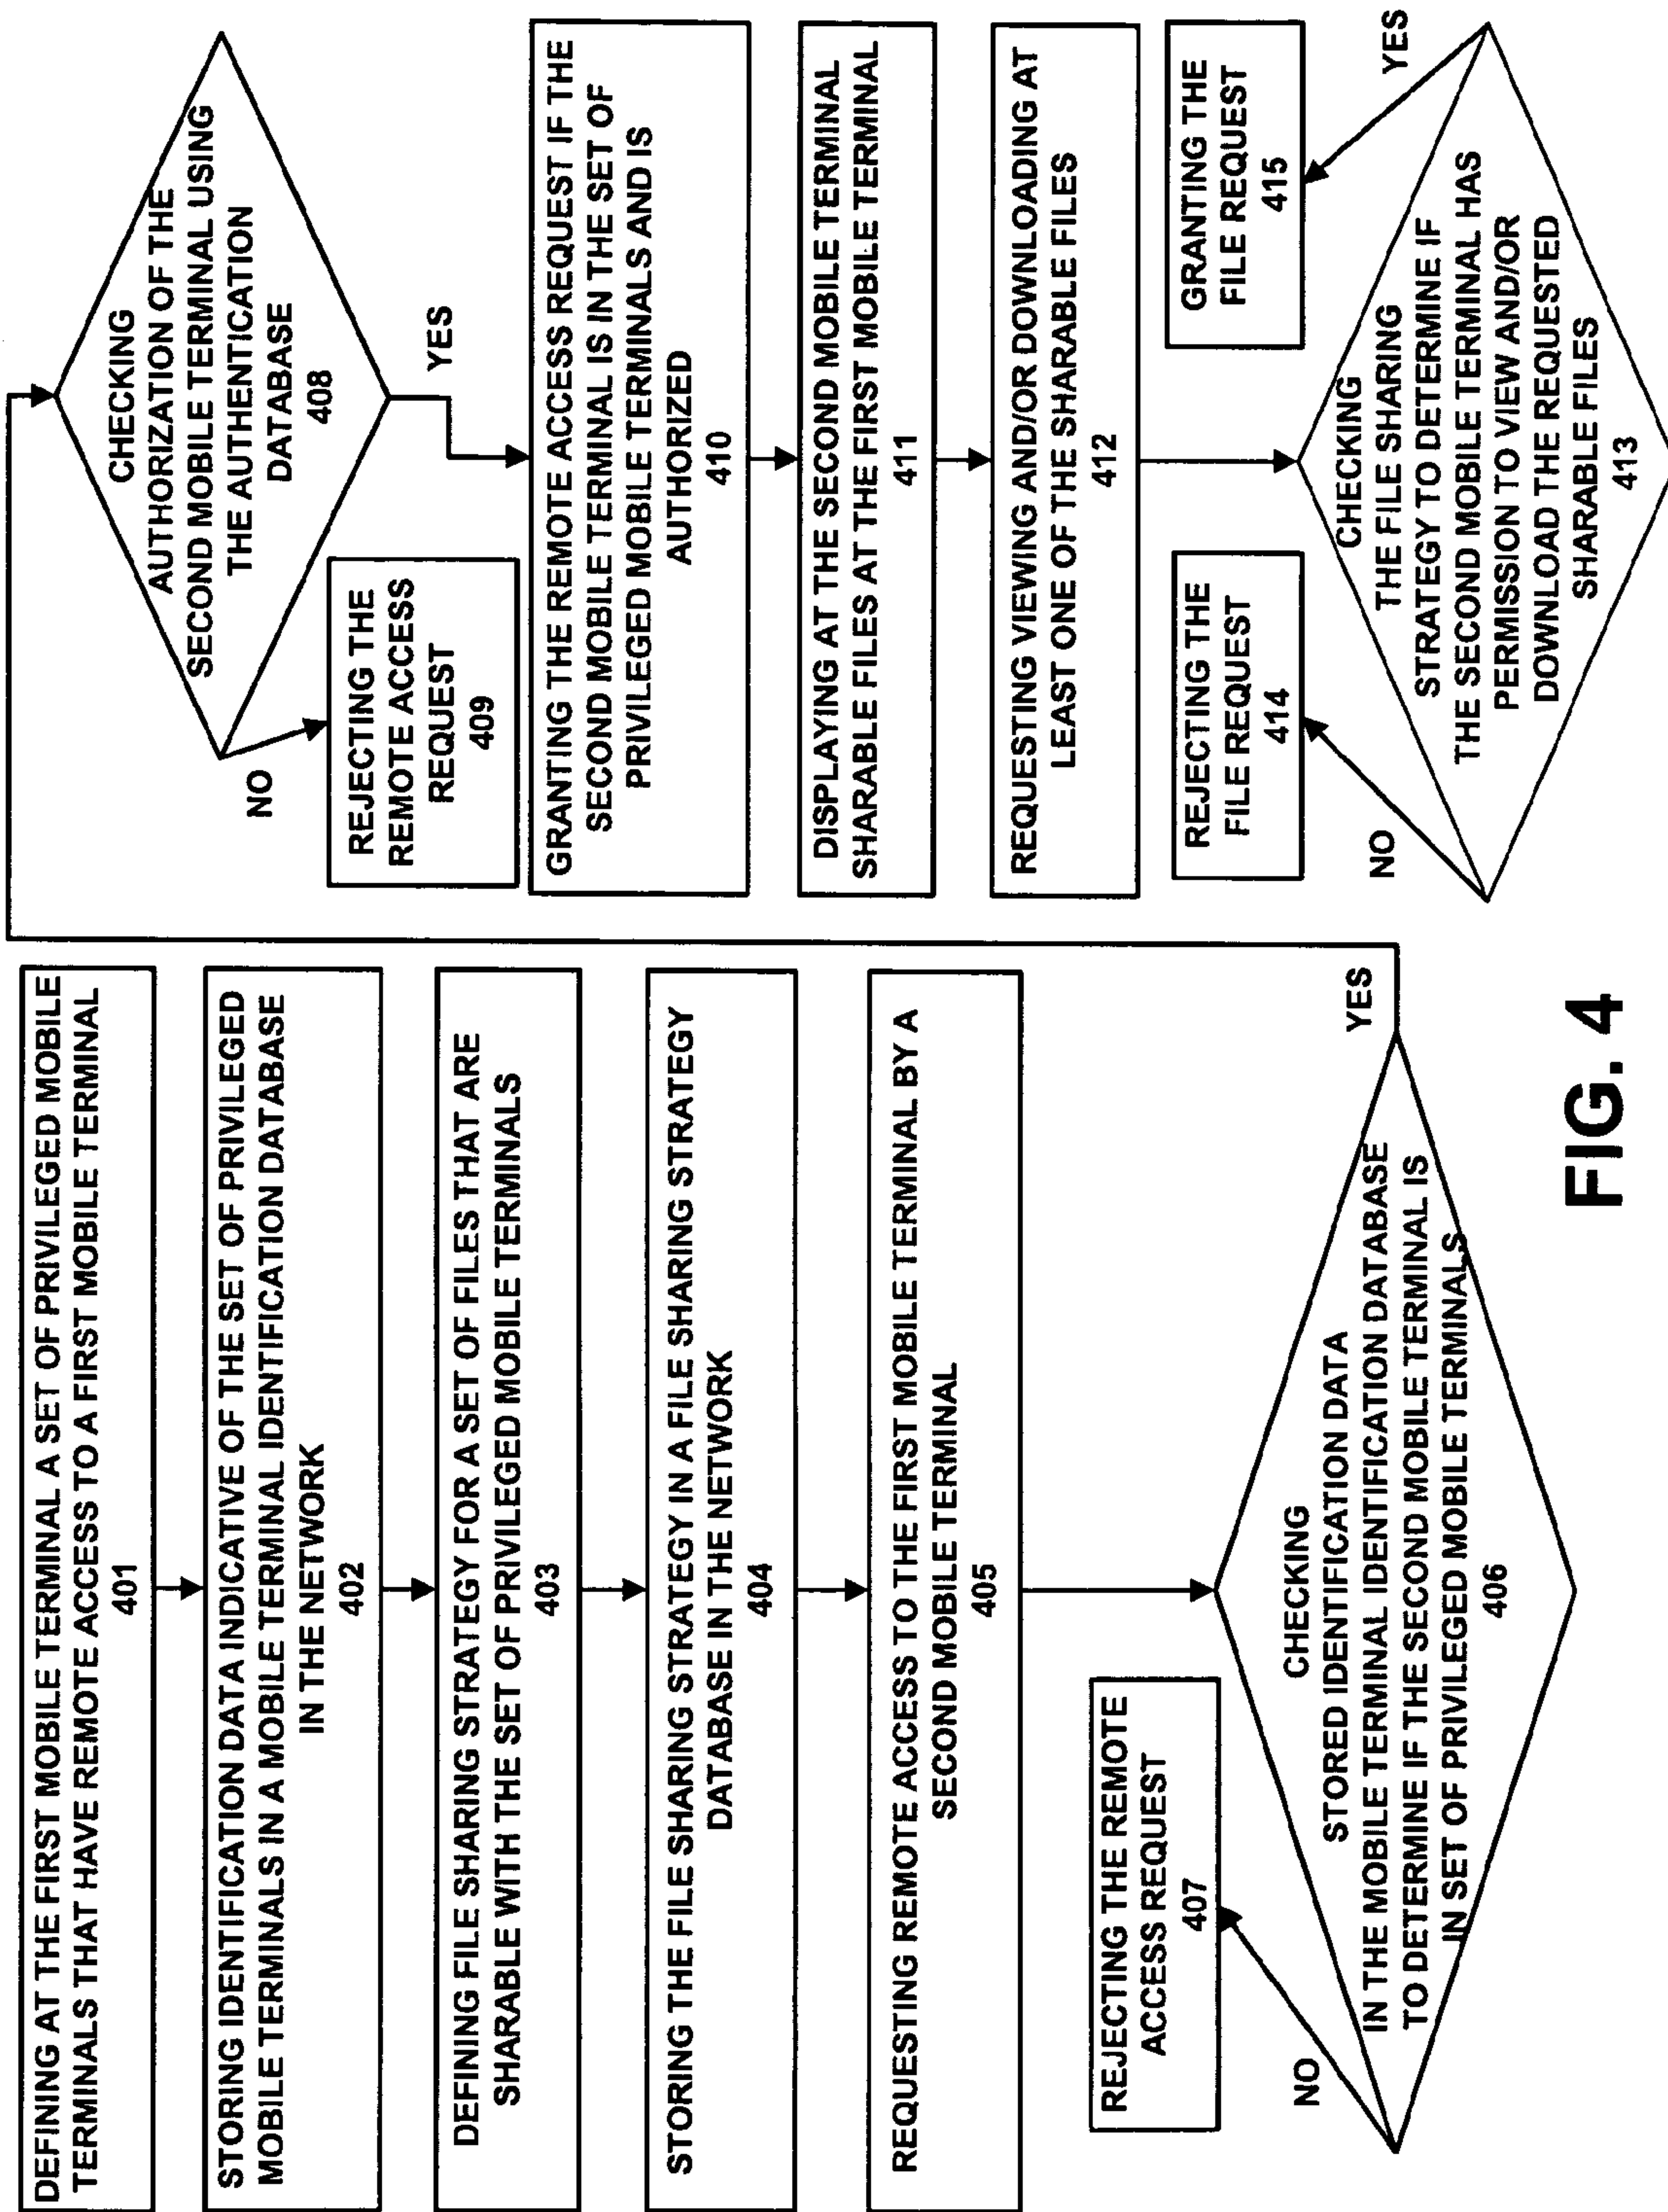 DEFINING AT THE FIRST MOBILE TERMINAL A SET OF PRIVILEGED MOBILE
TERMINALS THAT HAVE REMOTE ACCESS TO A FIRST MOBILE TERMINAL
401
STORING IDENTIFICATION DATA INDICATIVE OF THE SET OF PRIVILEGED
MOBILE TERMINALS IN A MOBILE TERMINAL IDENTIFICATION DATABASE
IN THE NETWORK
402
DEFINING FILE SHARING STRATEGY FOR A SET OF FILES THAT ARE
SHARABLE WITH THE SET OF PRIVILEGED MOBILE TERMINALS
403
STORING THE FILE SHARING STRATEGY IN A FILE SHARING STRATEGY
DATABASE IN THE NETWORK
404
REQUESTING REMOTE ACCESS TO THE FIRST MOBILE TERMINAL BY A
SECOND MOBILE TERMINAL
405
CHECKING
STORED IDENTIFICATION DATA
IN THE MOBILE TERMINAL IDENTIFICATION DATABASE
TO DETERMINE IF THE SECOND MOBILE TERMINAL IS
IN SET OF PRIVILEGED MOBILE TERMINALS
406
NO
REJECTING THE REMOTE
ACCESS REQUEST
407
YES
CHECKING
AUTHORIZATION OF THE
SECOND MOBILE TERMINAL USING
THE AUTHENTICATION
DATABASE
408
NO
REJECTING THE
REMOTE ACCESS
REQUEST
409
YES
GRANTING THE REMOTE ACCESS REQUEST IF THE
SECOND MOBILE TERMINAL IS IN THE SET OF
PRIVILEGED MOBILE TERMINALS AND IS
AUTHORIZED
410
DISPLAYING AT THE SECOND MOBILE TERMINAL
SHARABLE FILES AT THE FIRST MOBILE TERMINAL
411
REQUESTING VIEWING AND/OR DOWNLOADING AT
LEAST ONE OF THE SHARABLE FILES
412
CHECKING
THE FILE SHARING
STRATEGY TO DETERMINE IF
THE SECOND MOBILE TERMINAL HAS
PERMISSION TO VIEW AND/OR
DOWNLOAD THE REQUESTED
SHARABLE FILES
413
NO
REJECTING THE
FILE REQUEST
414
YES
GRANTING THE
FILE REQUEST
415
FIG. 4